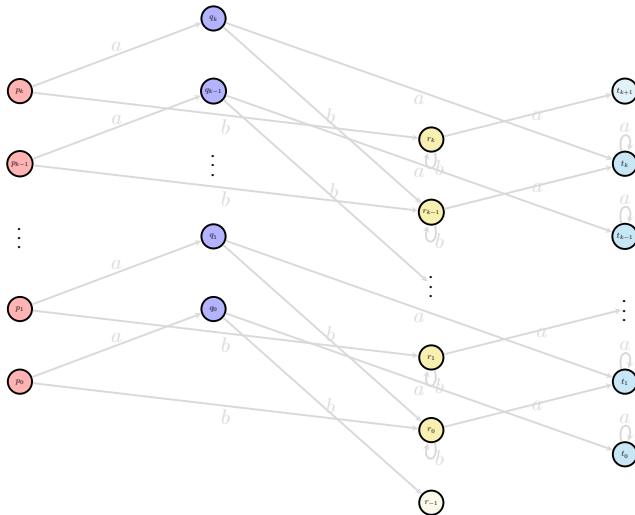 q_k
a
p_k
q_{k-1}
t_{k+1}
a
b
a
a
b
r_k
a
p_{k-1}
⋮
t_k
a
b
b
b
a
r_{k-1}
a
⋮
q_1
b
t_{k-1}
a
⋮
⋮
p_1
q_0
a
a
b
b
a
r_1
a
p_0
t_1
a
b
b
b
a
r_0
b
t_0
r_{-1}